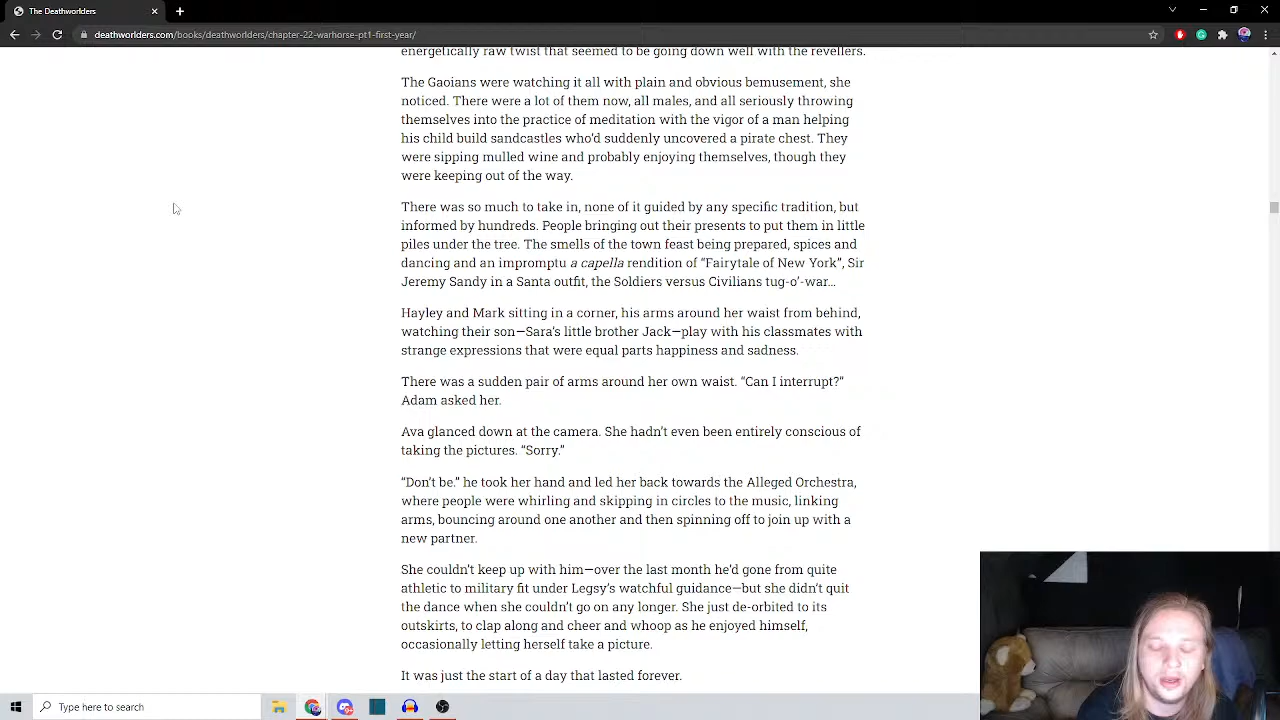 The Deathworlders
deathworlders.com/books/deathworlders/chapter-22-warhorse-pt1-first-year/
energetically raw twist that seemed to be going down well with the revellers.
The Gaoians were watching it all with plain and obvious bemusement, she
noticed. There were a lot of them now, all males, and all seriously throwing
themselves into the practice of meditation with the vigor of a man helping
his child build sandcastles who'd suddenly uncovered a pirate chest. They
were sipping mulled wine and probably enjoying themselves, though they
were keeping out of the way.
There was so much to take in, none of it guided by any specific tradition, but
informed by hundreds. People bringing out their presents to put them in little
piles under the tree. The smells of the town feast being prepared, spices and
dancing and an impromptu a capella rendition of “Fairytale of New York”, Sir
Jeremy Sandy in a Santa outfit, the Soldiers versus Civilians tug-o’-war…
Hayley and Mark sitting in a corner, his arms around her waist from behind,
watching their son—Sara’s little brother Jack—play with his classmates with
strange expressions that were equal parts happiness and sadness.
There was a sudden pair of arms around her own waist. “Can I interrupt?”
Adam asked her.
Ava glanced down at the camera. She hadn’t even been entirely conscious of
taking the pictures. “Sorry.”
“Don’t be.” he took her hand and led her back towards the Alleged Orchestra,
where people were whirling and skipping in circles to the music, linking
arms, bouncing around one another and then spinning off to join up with a
new partner.
She couldn’t keep up with him—over the last month he’d gone from quite
athletic to military fit under Legsy’s watchful guidance—but she didn’t quit
the dance when she couldn’t go on any longer. She just de-orbited to its
outskirts, to clap along and cheer and whoop as he enjoyed himself,
occasionally letting herself take a picture.
It was just the start of a day that lasted forever.
Type here to search